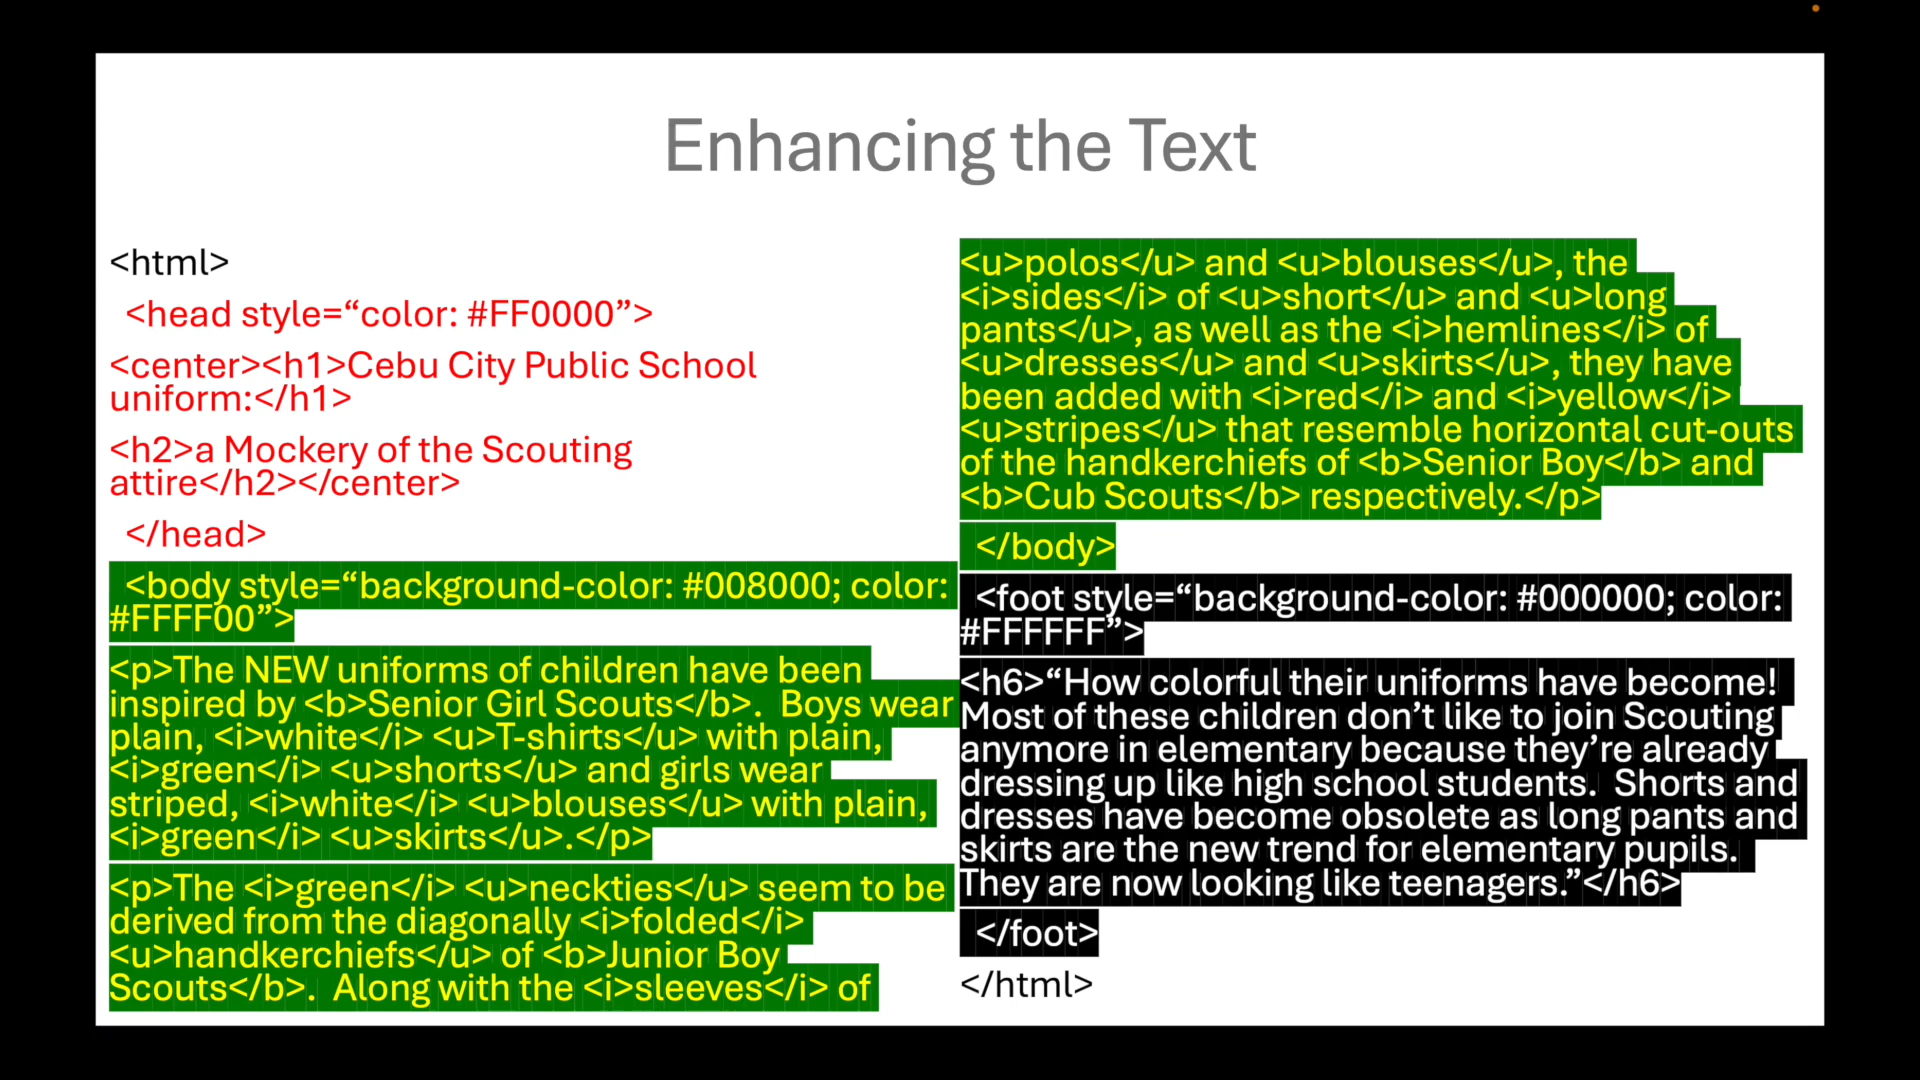 Enhancing the Text
<html>
<head style=“color: #FF0000”>
<center><h1>Cebu City Public School
uniform:</h1>
<h2>a Mockery of the Scouting
attire</h2></center>
</head>
<body style=“background-color: #008000; color:
#FFFF00”>
<p>The NEW uniforms of children have been
inspired by <b>Senior Girl Scouts</b>.  Boys wear
plain, <i>white</i> <u>T-shirts</u> with plain,
<i>green</i> <u>shorts</u> and girls wear
striped, <i>white</i> <u>blouses</u> with plain,
<i>green</i> <u>skirts</u>.</p>
<p>The <i>green</i> <u>neckties</u> seem to be
derived from the diagonally <i>folded</i>
<u>handkerchiefs</u> of <b>Junior Boy
Scouts</b>.  Along with the <i>sleeves</i> of
<u>polos</u> and <u>blouses</u>, the
<i>sides</i> of <u>short</u> and <u>long
pants</u>, as well as the <i>hemlines</i> of
<u>dresses</u> and <u>skirts</u>, they have
been added with <i>red</i> and <i>yellow</i>
<u>stripes</u> that resemble horizontal cut-outs
of the handkerchiefs of <b>Senior Boy</b> and
<b>Cub Scouts</b> respectively.</p>
</body>
<foot style=“background-color: #000000; color:
#FFFFFF”>
<h6>“How colorful their uniforms have become!
Most of these children don’t like to join Scouting
anymore in elementary because they’re already
dressing up like high school students.  Shorts and
dresses have become obsolete as long pants and
skirts are the new trend for elementary pupils.
They are now looking like teenagers.”</h6>
</foot>
</html>